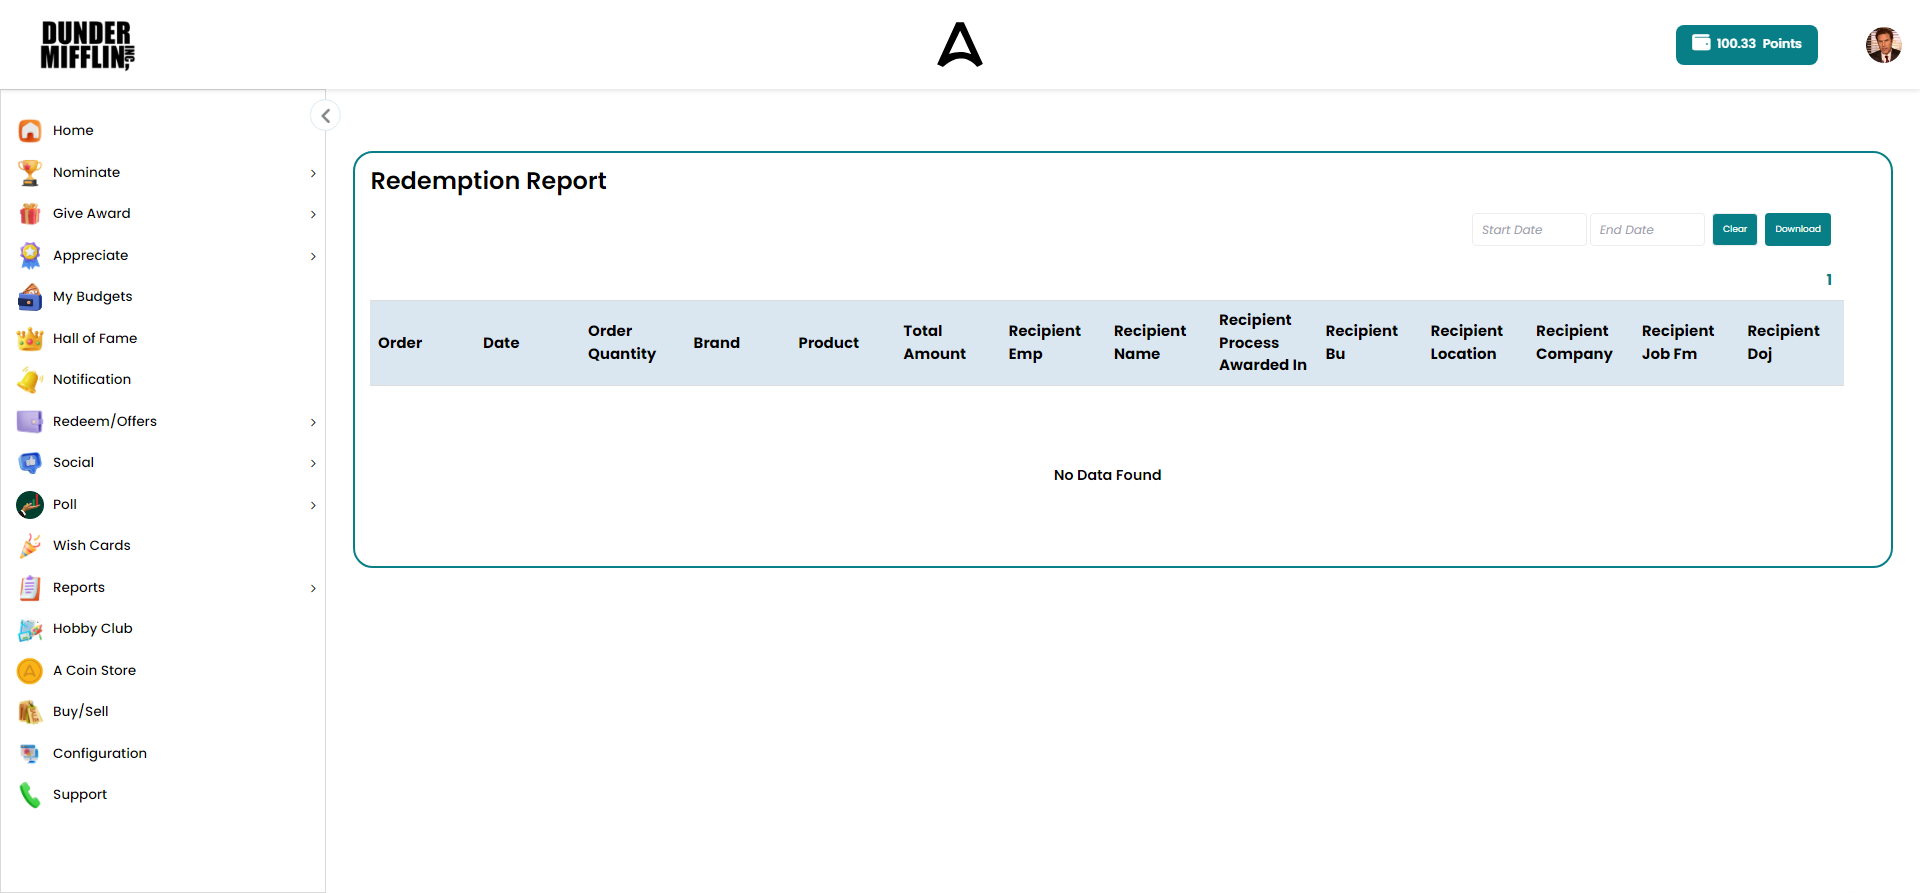 DUNDER
MIFFLIN INC,
100.33 Points
Home
Nominate
Give Award
Appreciate
My Budgets
Hall of Fame
Notification
Redeem/Offers
Social
Poll
Wish Cards
Reports
Hobby Club
A Coin Store
Buy/Sell
Configuration
Support
Redemption Report
Start Date
End Date
Clear
Download
1
Order
Date
Order
Quantity
Brand
Product
Total
Amount
Recipient
Emp
Recipient
Name
Recipient
Process
Awarded In
Recipient
Bu
Recipient
Location
Recipient
Company
Recipient
Job Fm
Recipient
Doj
No Data Found